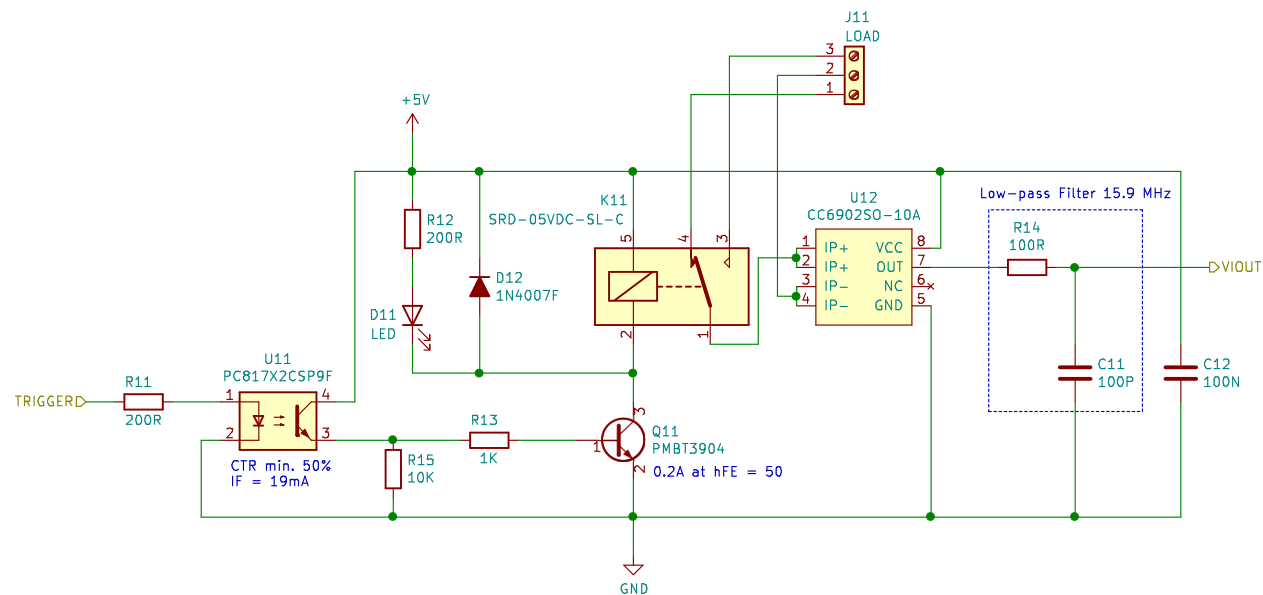 J11
LOAD
3
2
1
+5V
Low-pass Filter 15.9 MHz
K11
SRD-05VDC-SL-C
U12
CC6902SO-10A
R12
200R
R14
100R
5
4
3
1
IP+
VCC
8
2
IP+
OUT
7
3
IP-
NC
6
4
IP-
GND
5
VIOUT
D12
1N4007F
D11
LED
2
1
U11
PC817X2CSP9F
C11
100P
C12
100N
R11
TRIGGER
200R
1
4
2
3
R13
1K
3
1
2
Q11
PMBT3904
0.2A at hFE = 50
CTR min. 50%
IF = 19mA
R15
10K
GND